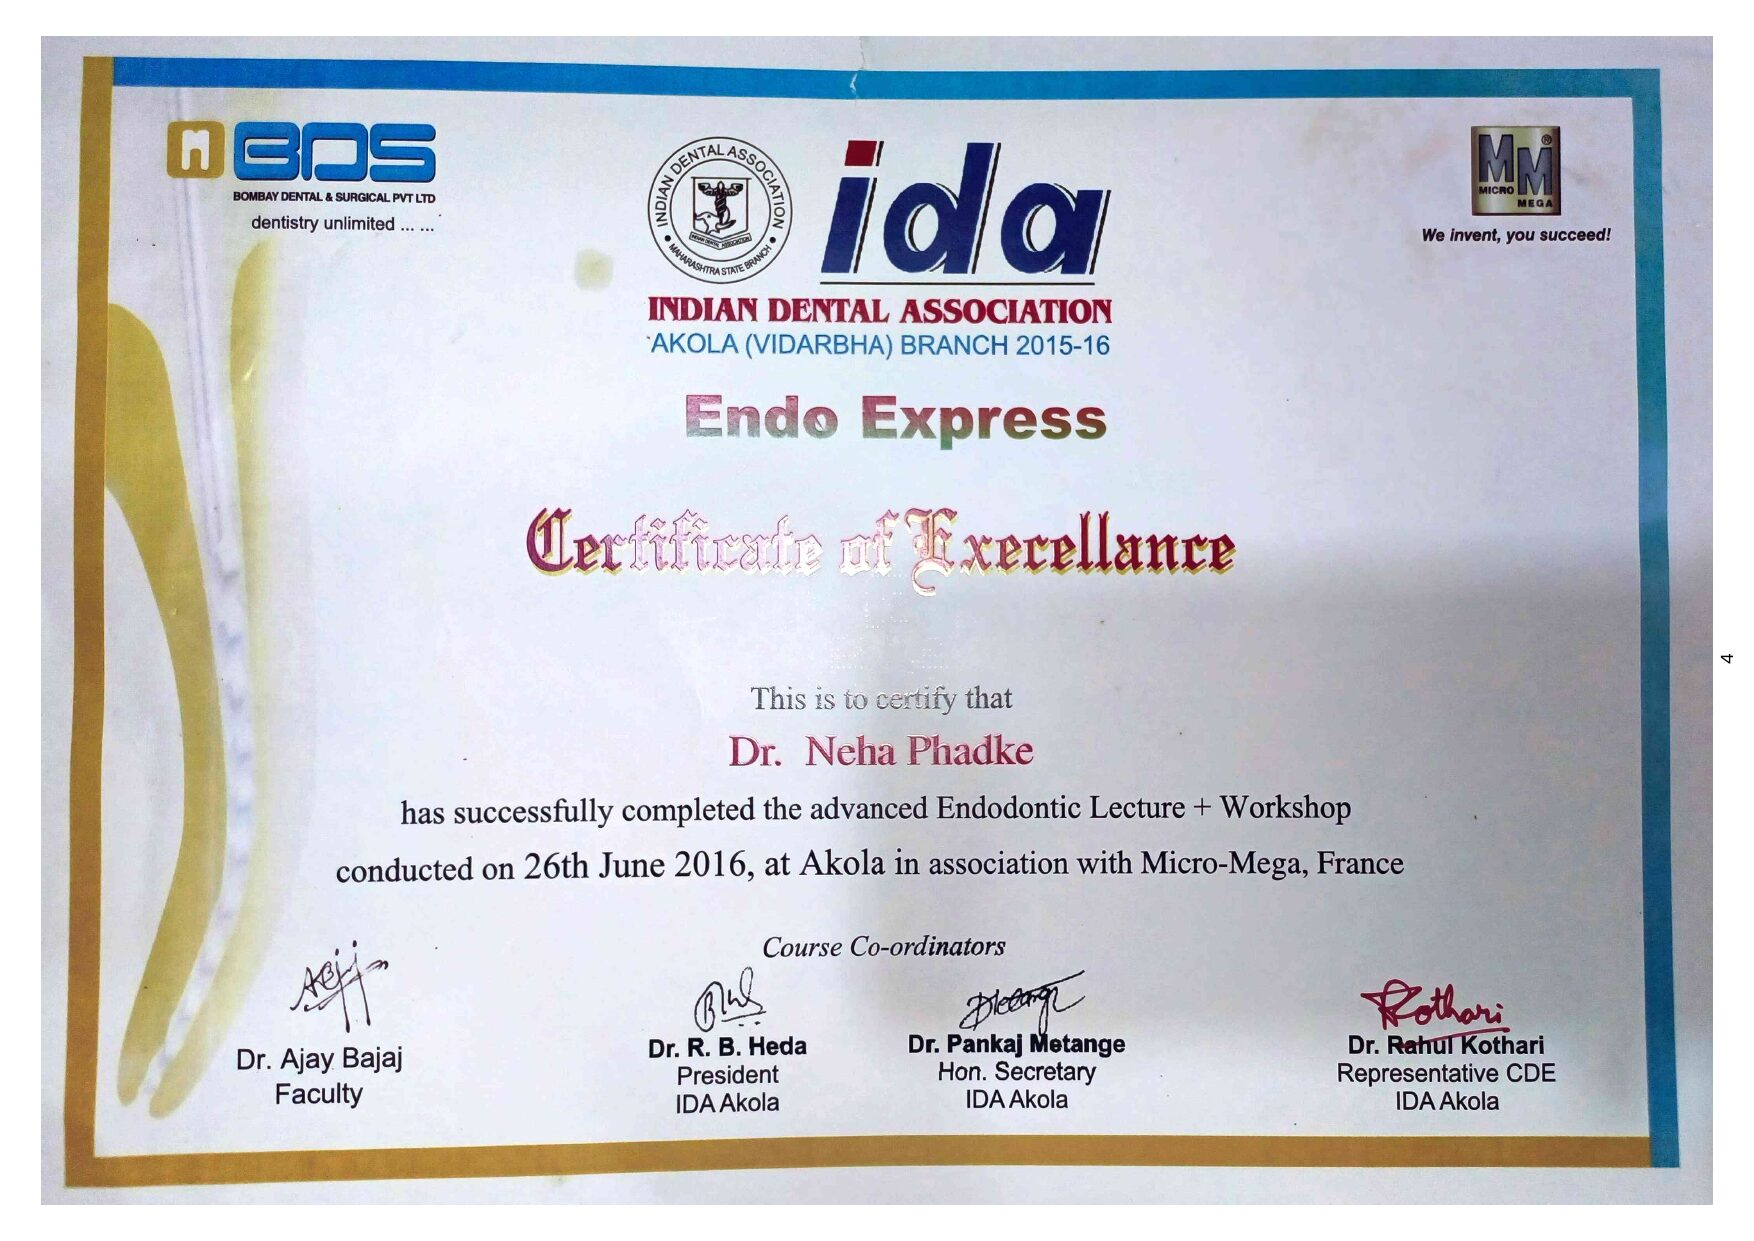 BDS
BOMBAY DENTAL & SURGICAL PVT LTD
dentistry unlimited ... ...
INDIAN DENTAL ASSOCIATION
MAHARASHTRA STATE BRANCH
INDIAN DENTAL ASSOCIATION
ida
INDIAN DENTAL ASSOCIATION
AKOLA (VIDARBHA) BRANCH 2015-16
MM®
MICRO MEGA
We invent, you succeed!
Endo Express
Certificate of Execellance
This is to certify that
Dr. Neha Phadke
has successfully completed the advanced Endodontic Lecture + Workshop
conducted on 26th June 2016, at Akola in association with Micro-Mega, France
Course Co-ordinators
Kothari
Dr. Ajay Bajaj
Faculty
Dr. R. B. Heda
President
IDA Akola
Dr. Pankaj Metange
Hon. Secretary
IDA Akola
Dr. Rahul Kothari
Representative CDE
IDA Akola
4